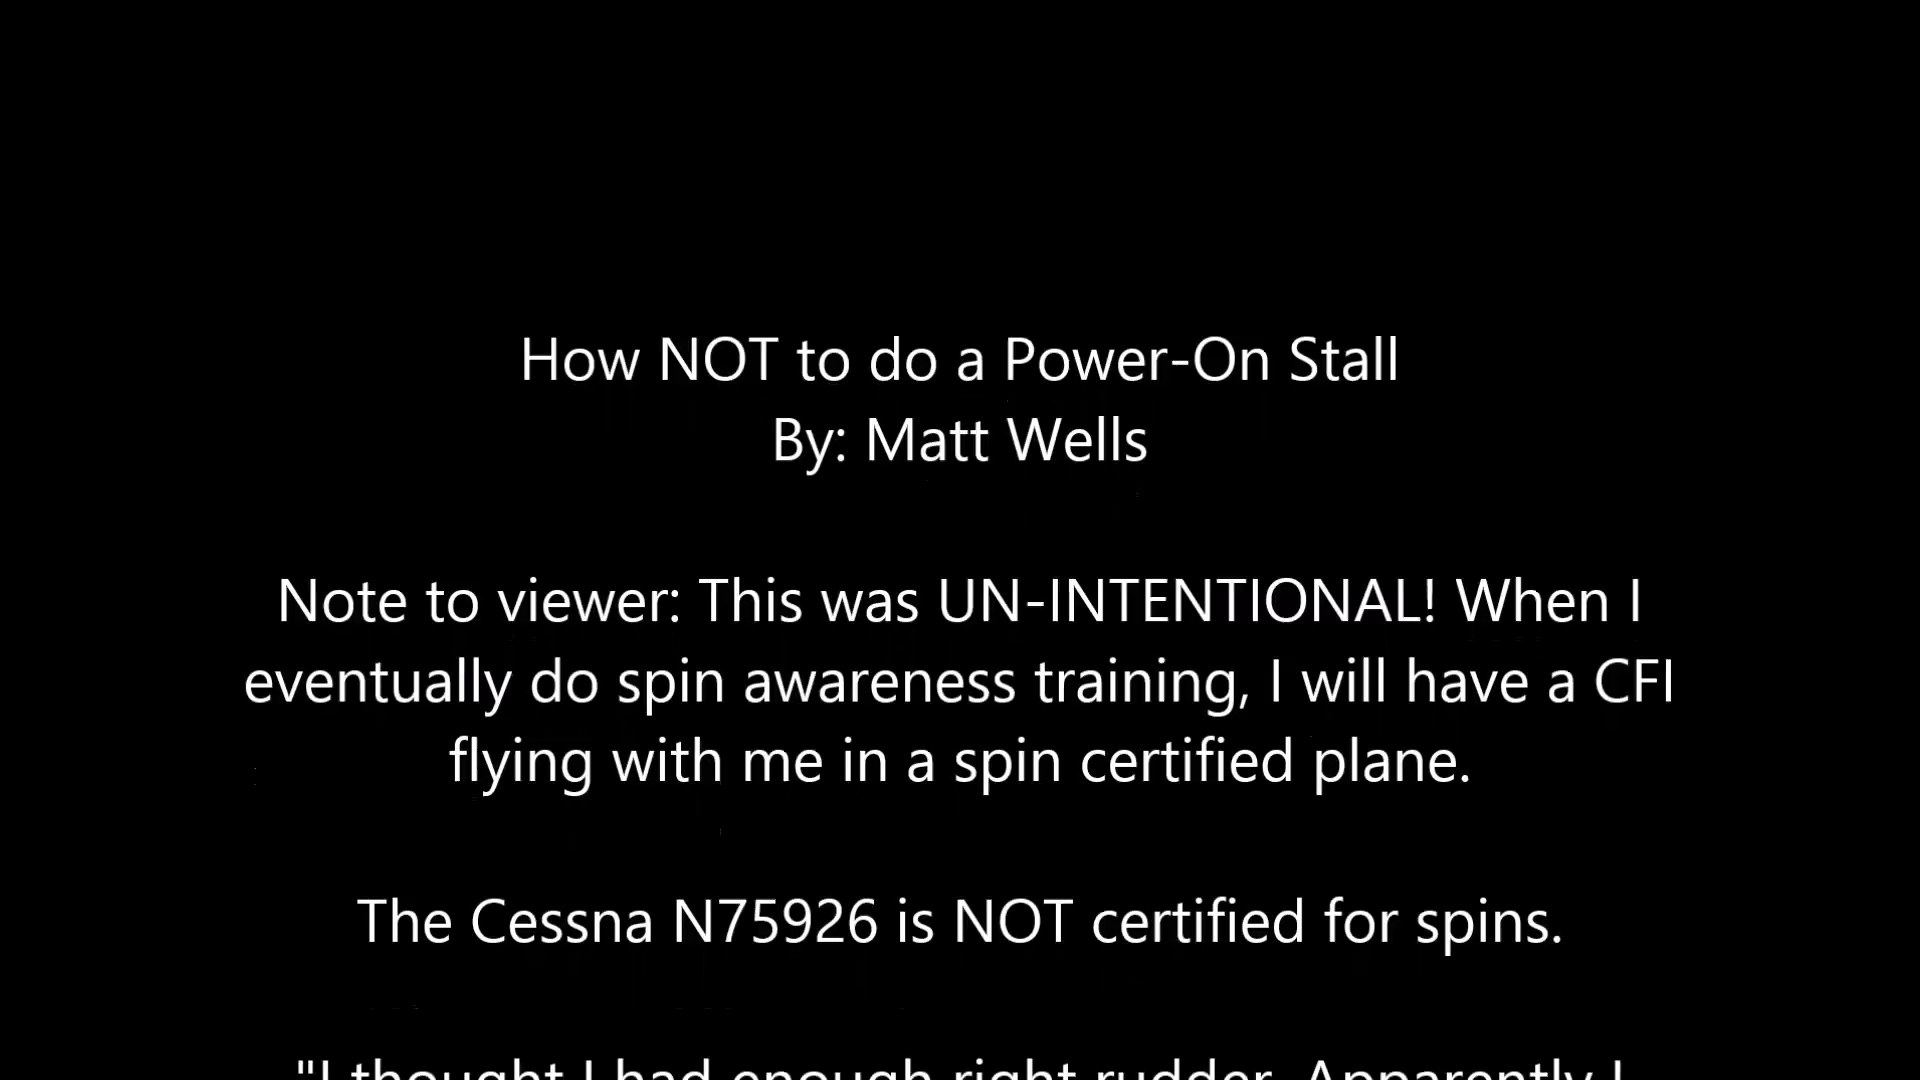 How NOT to do a Power-On Stall
By: Matt Wells
Note to viewer: This was UN-INTENTIONAL! When I
eventually do spin awareness training, I will have a CFI
flying with me in a spin certified plane.
The Cessna N75926 is NOT certified for spins.
"I thought I had enough right rudder. Apparently I